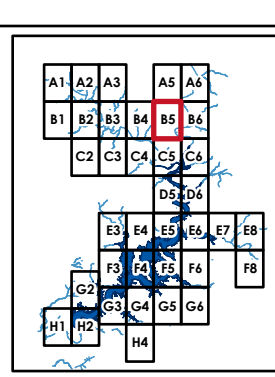 A1 A2 A3 A5 A6
B1 B2 B3 B4 B5 B6
C2 C3 C4 C5 C6
D5 D6
E3 E4 E5 E6 E7 E8
F3 F4 F5 F6 F8
G2
G3 G4 G5 G6
H1 H2
H4